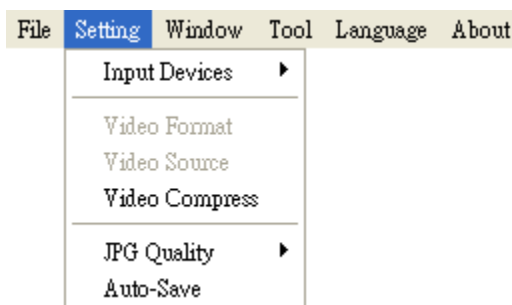 File Setting Window Tool Language About
Input Devices
Video Format
Video Source
Video Compress
JPG Quality
Auto-Save